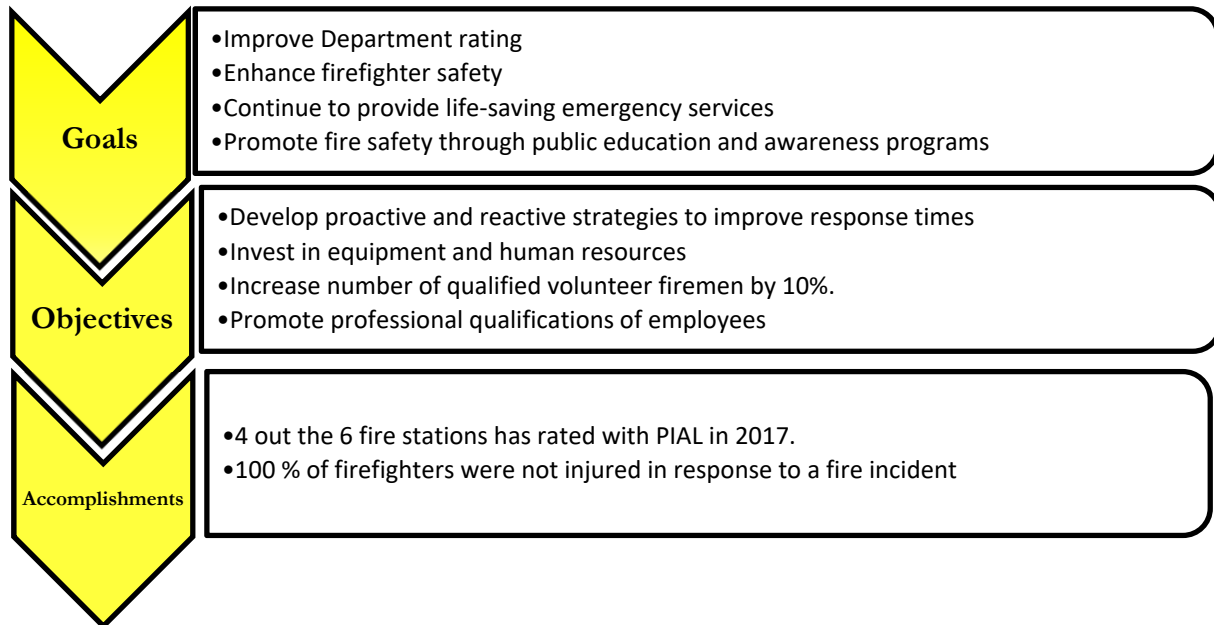 Goals
•Improve Department rating
•Enhance firefighter safety
•Continue to provide life-saving emergency services
•Promote fire safety through public education and awareness programs
Objectives
•Develop proactive and reactive strategies to improve response times
•Invest in equipment and human resources
•Increase number of qualified volunteer firemen by 10%.
•Promote professional qualifications of employees
Accomplishments
•4 out the 6 fire stations has rated with PIAL in 2017.
•100 % of firefighters were not injured in response to a fire incident